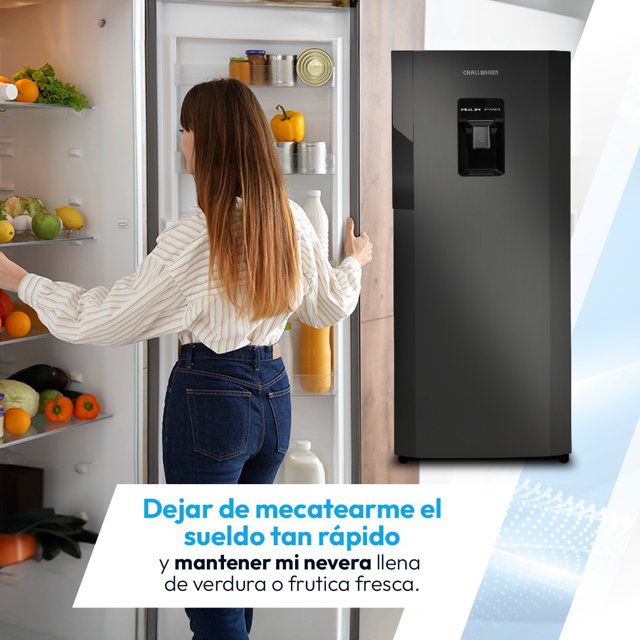 CHALLENGER
Dejar de mecatearme el
sueldo tan rápido
y mantener mi nevera llena
de verdura o frutica fresca.